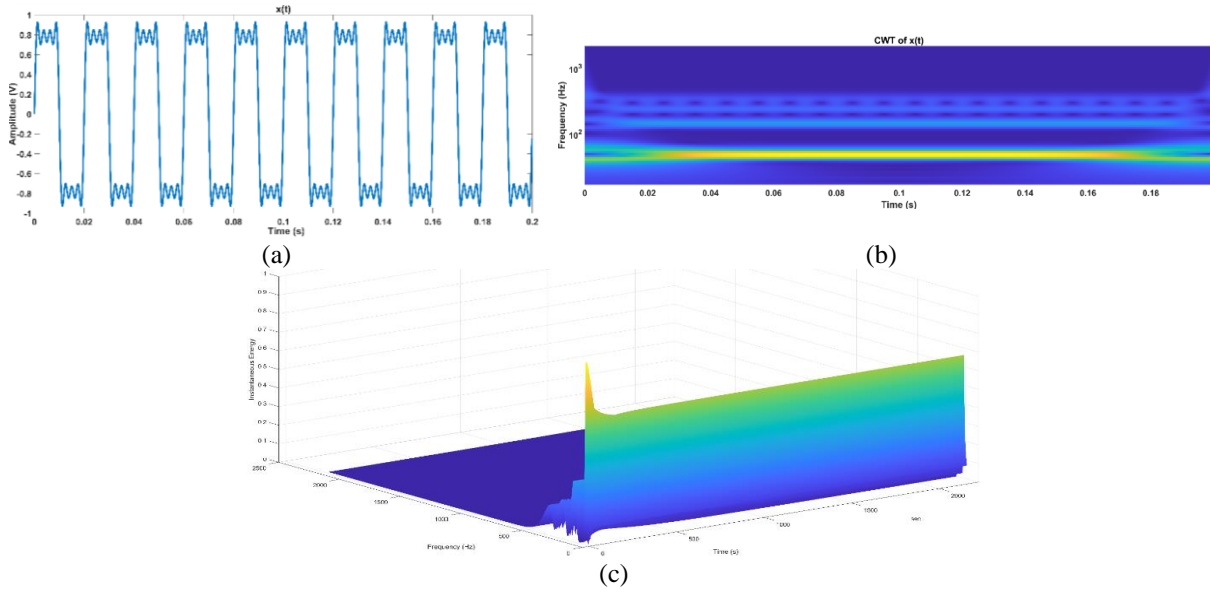 x(t)
Amplitude (V)
1
0.8
0.6
0.4
0.2
0
-0.2
-0.4
-0.6
-0.8
-1
0 0.02 0.04 0.06 0.08 0.1 0.12 0.14 0.16 0.18 0.2
Time (s)
(a)
CWT of x(t)
Frequency (Hz)
10³
10²
0 0.02 0.04 0.06 0.08 0.1 0.12 0.14 0.16 0.18
Time (s)
(b)
Instantaneous Energy
1
0.9
0.8
0.7
0.6
0.5
0.4
0.3
0.2
0.1
0
2500 2000 1500 1000 500 0
Frequency (Hz)
0 500 1000 1500 2000
Time (s)
(c)